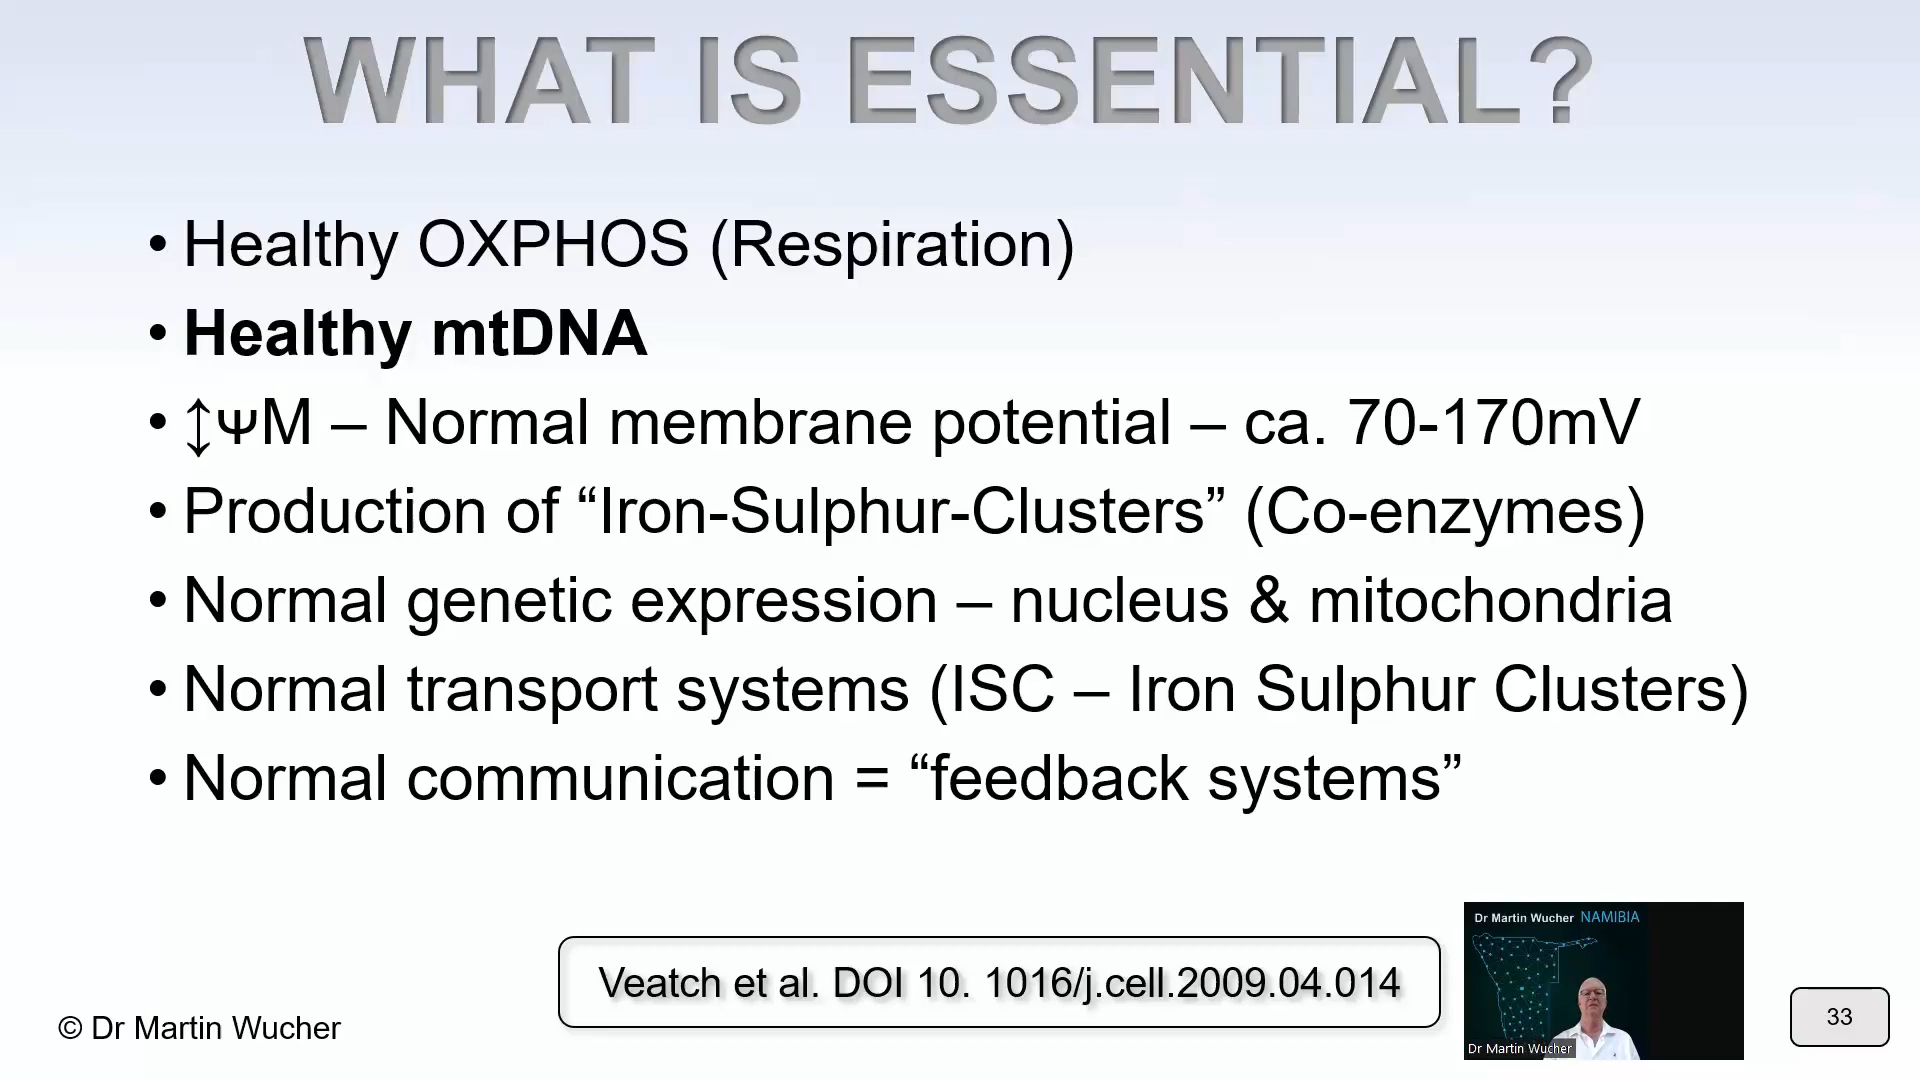 WHAT IS ESSENTIAL?
• Healthy OXPHOS (Respiration)
• Healthy mtDNA
• ↕ΨM – Normal membrane potential – ca. 70-170mV
• Production of “Iron-Sulphur-Clusters” (Co-enzymes)
• Normal genetic expression – nucleus & mitochondria
• Normal transport systems (ISC – Iron Sulphur Clusters)
• Normal communication = “feedback systems”
Veatch et al. DOI 10. 1016/j.cell.2009.04.014
© Dr Martin Wucher
Dr Martin Wucher NAMIBIA
Dr Martin Wucher
33